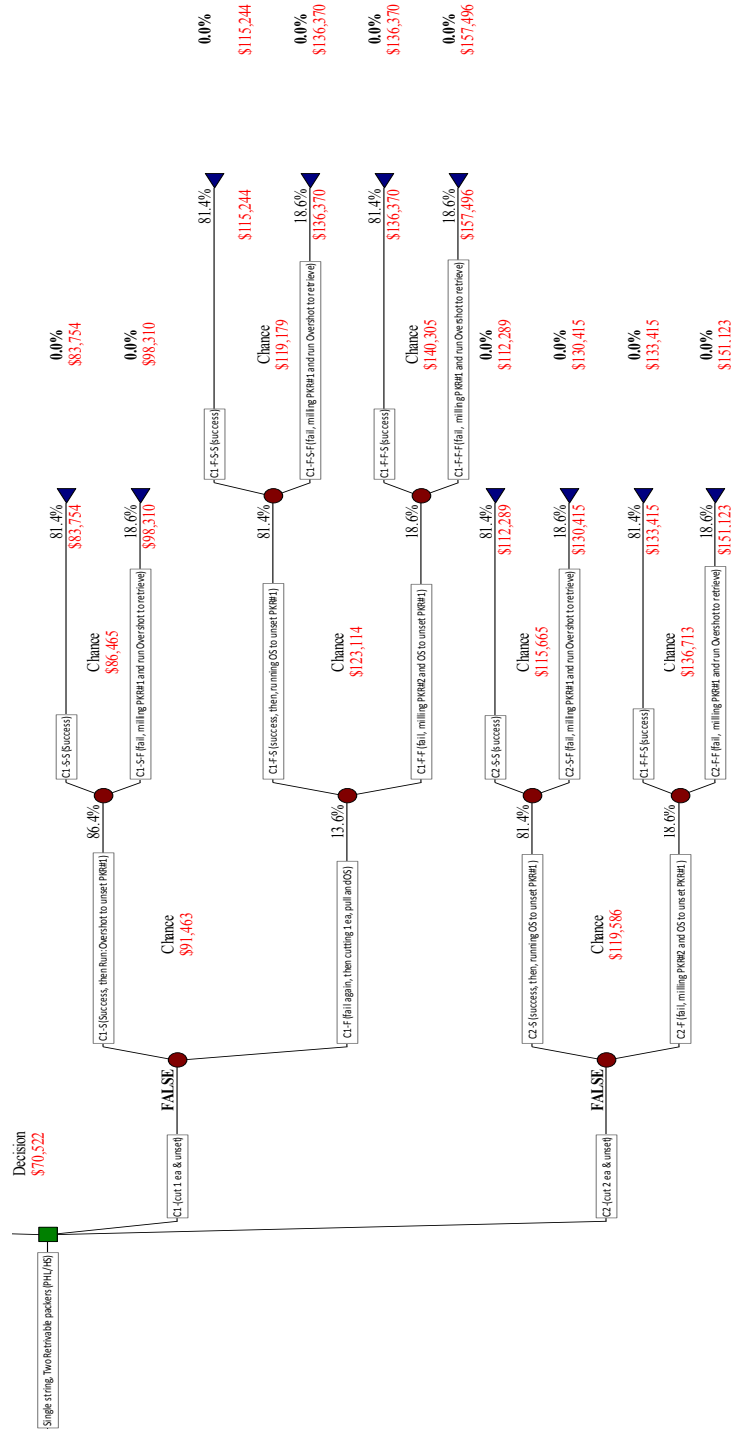 Decision
$70,522
Single string, Two Retrivable packers (PHL/HS)
C1-(cut 1 ea & unset)
FALSE
Chance
$91,463
C1-S (Success, then Run: Overshot to unset PKR#1)
86.4%
Chance
$86,465
C1-S-S (Success)
81.4%
$83,754
0.0%
$83,754
C1-S-F (fail, milling PKR#1 and run Overshot to retrieve)
18.6%
$98,310
0.0%
$98,310
C1-F (fail again, then cutting 1 ea, pull and OS)
13.6%
Chance
$123,114
C1-F-S (success, then, running OS to unset PKR#1)
81.4%
Chance
$119,179
C1-F-S-S (success)
81.4%
$115,244
0.0%
$115,244
C1-F-S-F (fail, milling PKR#1 and run Overshot to retrieve)
18.6%
$136,370
0.0%
$136,370
C1-F-F (fail, milling PKR#2 and OS to unset PKR#1)
18.6%
Chance
$140,305
C1-F-F-S (success)
81.4%
$136,370
0.0%
$136,370
C1-F-F-F (fail, milling PKR#1 and run Overshot to retrieve)
18.6%
$157,496
0.0%
$157,496
C2-(cut 2 ea & unset)
FALSE
Chance
$119,586
C2-S (success, then, running OS to unset PKR#1)
81.4%
Chance
$115,665
C2-S-S (success)
81.4%
$112,289
0.0%
$112,289
C2-S-F (fail, milling PKR#1 and run Overshot to retrieve)
18.6%
$130,415
0.0%
$130,415
C2-F (fail, milling PKR#2 and OS to unset PKR#1)
18.6%
Chance
$136,713
C1-F-F-S (success)
81.4%
$133,415
0.0%
$133,415
C2-F-F (fail, milling PKR#1 and run Overshot to retrieve)
18.6%
$151,123
0.0%
$151,123